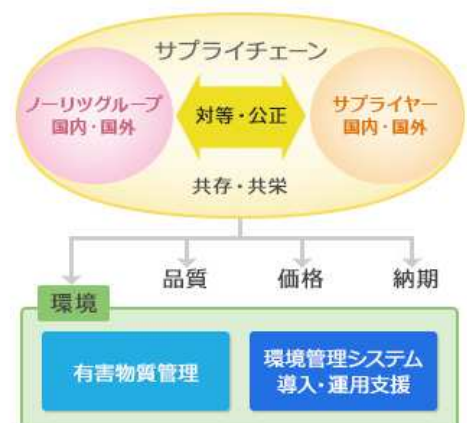 サプライチェーン
ノーリツグループ
国内・国外
対等・公正
サプライヤー
国内・国外
共存・共栄
環境
品質
価格
納期
有害物質管理
環境管理システム
導入・運用支援